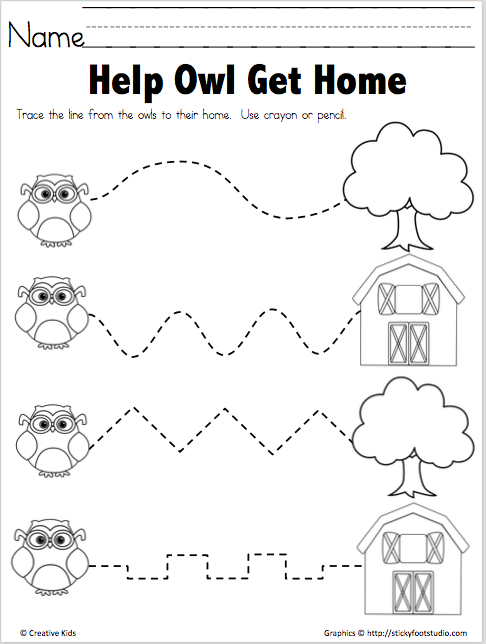 Name
Help Owl Get Home
Trace the line from the owls to their home. Use crayon or pencil.
© Creative Kids Graphics © http://stickyfootstudio.com